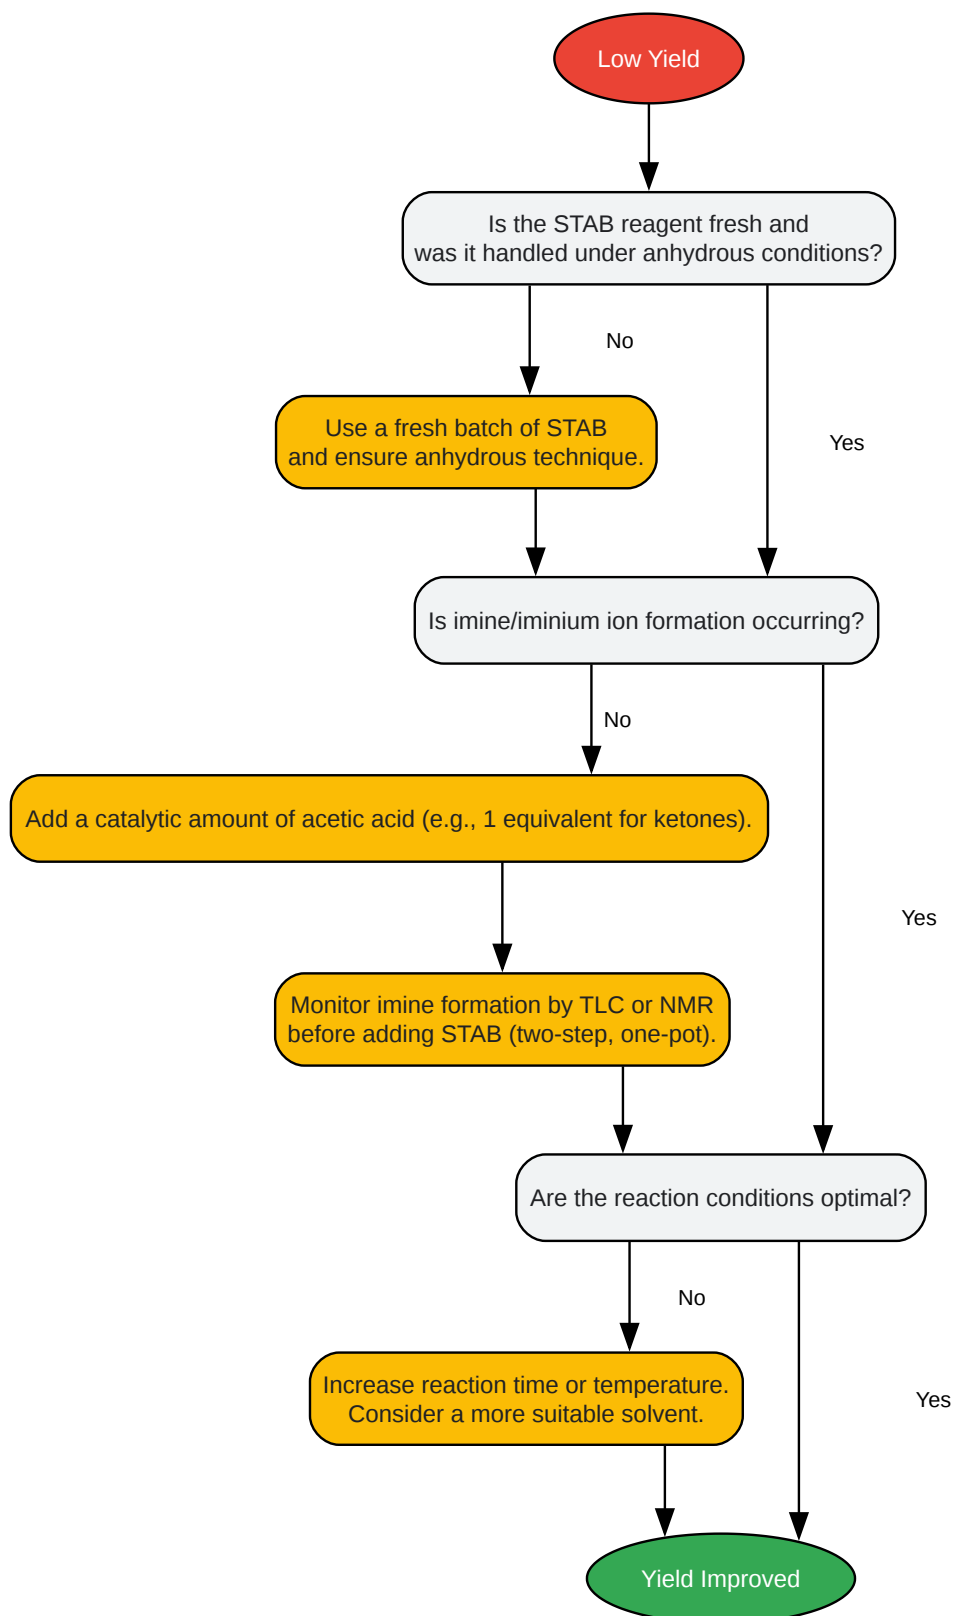 Low Yield
Is the STAB reagent fresh and
was it handled under anhydrous conditions?
No
Use a fresh batch of STAB
and ensure anhydrous technique.
Yes
Is imine/iminium ion formation occurring?
No
Add a catalytic amount of acetic acid (e.g., 1 equivalent for ketones).
Yes
Monitor imine formation by TLC or NMR
before adding STAB (two-step, one-pot).
Are the reaction conditions optimal?
No
Increase reaction time or temperature.
Consider a more suitable solvent.
Yes
Yield Improved